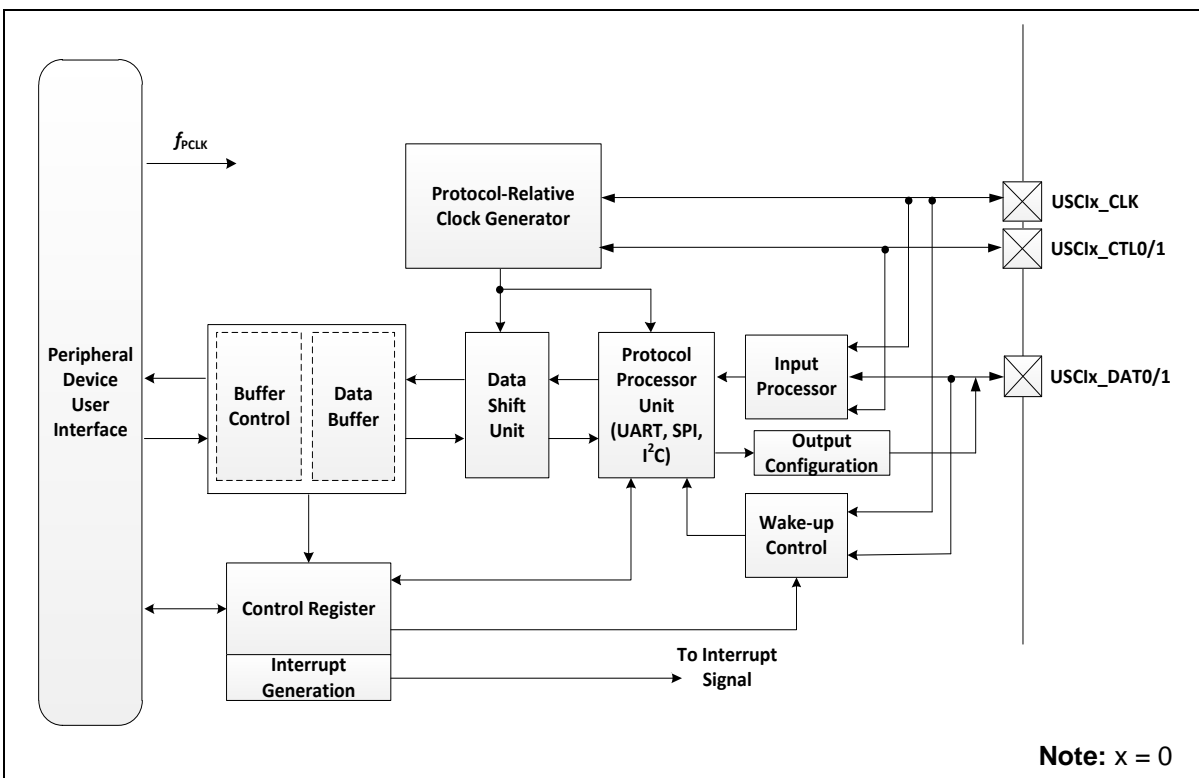 fPCLK
Protocol-Relative
Clock Generator
USCIx_CLK
USCIx_CTL0/1
Peripheral
Device
User
Interface
Buffer
Control
Data
Buffer
Data
Shift
Unit
Protocol
Processor
Unit
(UART, SPI,
I²C)
Input
Processor
USCIx_DAT0/1
Output
Configuration
Wake-up
Control
Control Register
Interrupt
Generation
To Interrupt
Signal
Note: x = 0